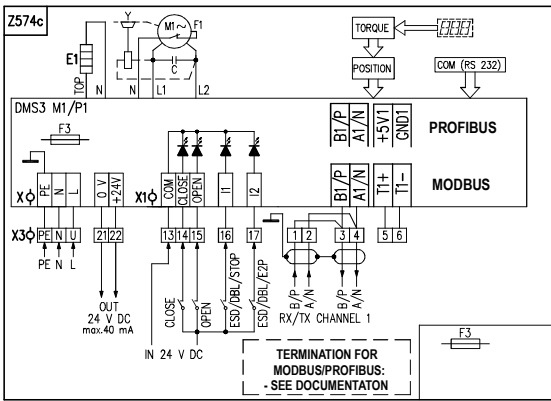 Z574c
Y M1~ F1
TORQUE
E1
POSITION
COM (RS 232)
C
TOP N N L1 L2
DMS3 M1/P1
F3
B1/P A1/N +5V1 GND1 PROFIBUS
X PE N L 0 V +24V X1 COM CLOSE OPEN I1 I2 B1/P A1/N T1+ T1- MODBUS
X3 PE N U 21 22 13 14 15 16 17 1 2 3 4 5 6
PE N L
OUT
24 V DC
max.40 mA
CLOSE
OPEN
ESD/DBL/STOP
ESD/DBL/E2P
B/P A/N B/P A/N
RX/TX CHANNEL 1
IN 24 V DC
TERMINATION FOR
MODBUS/PROFIBUS:
- SEE DOCUMENTATON
F3